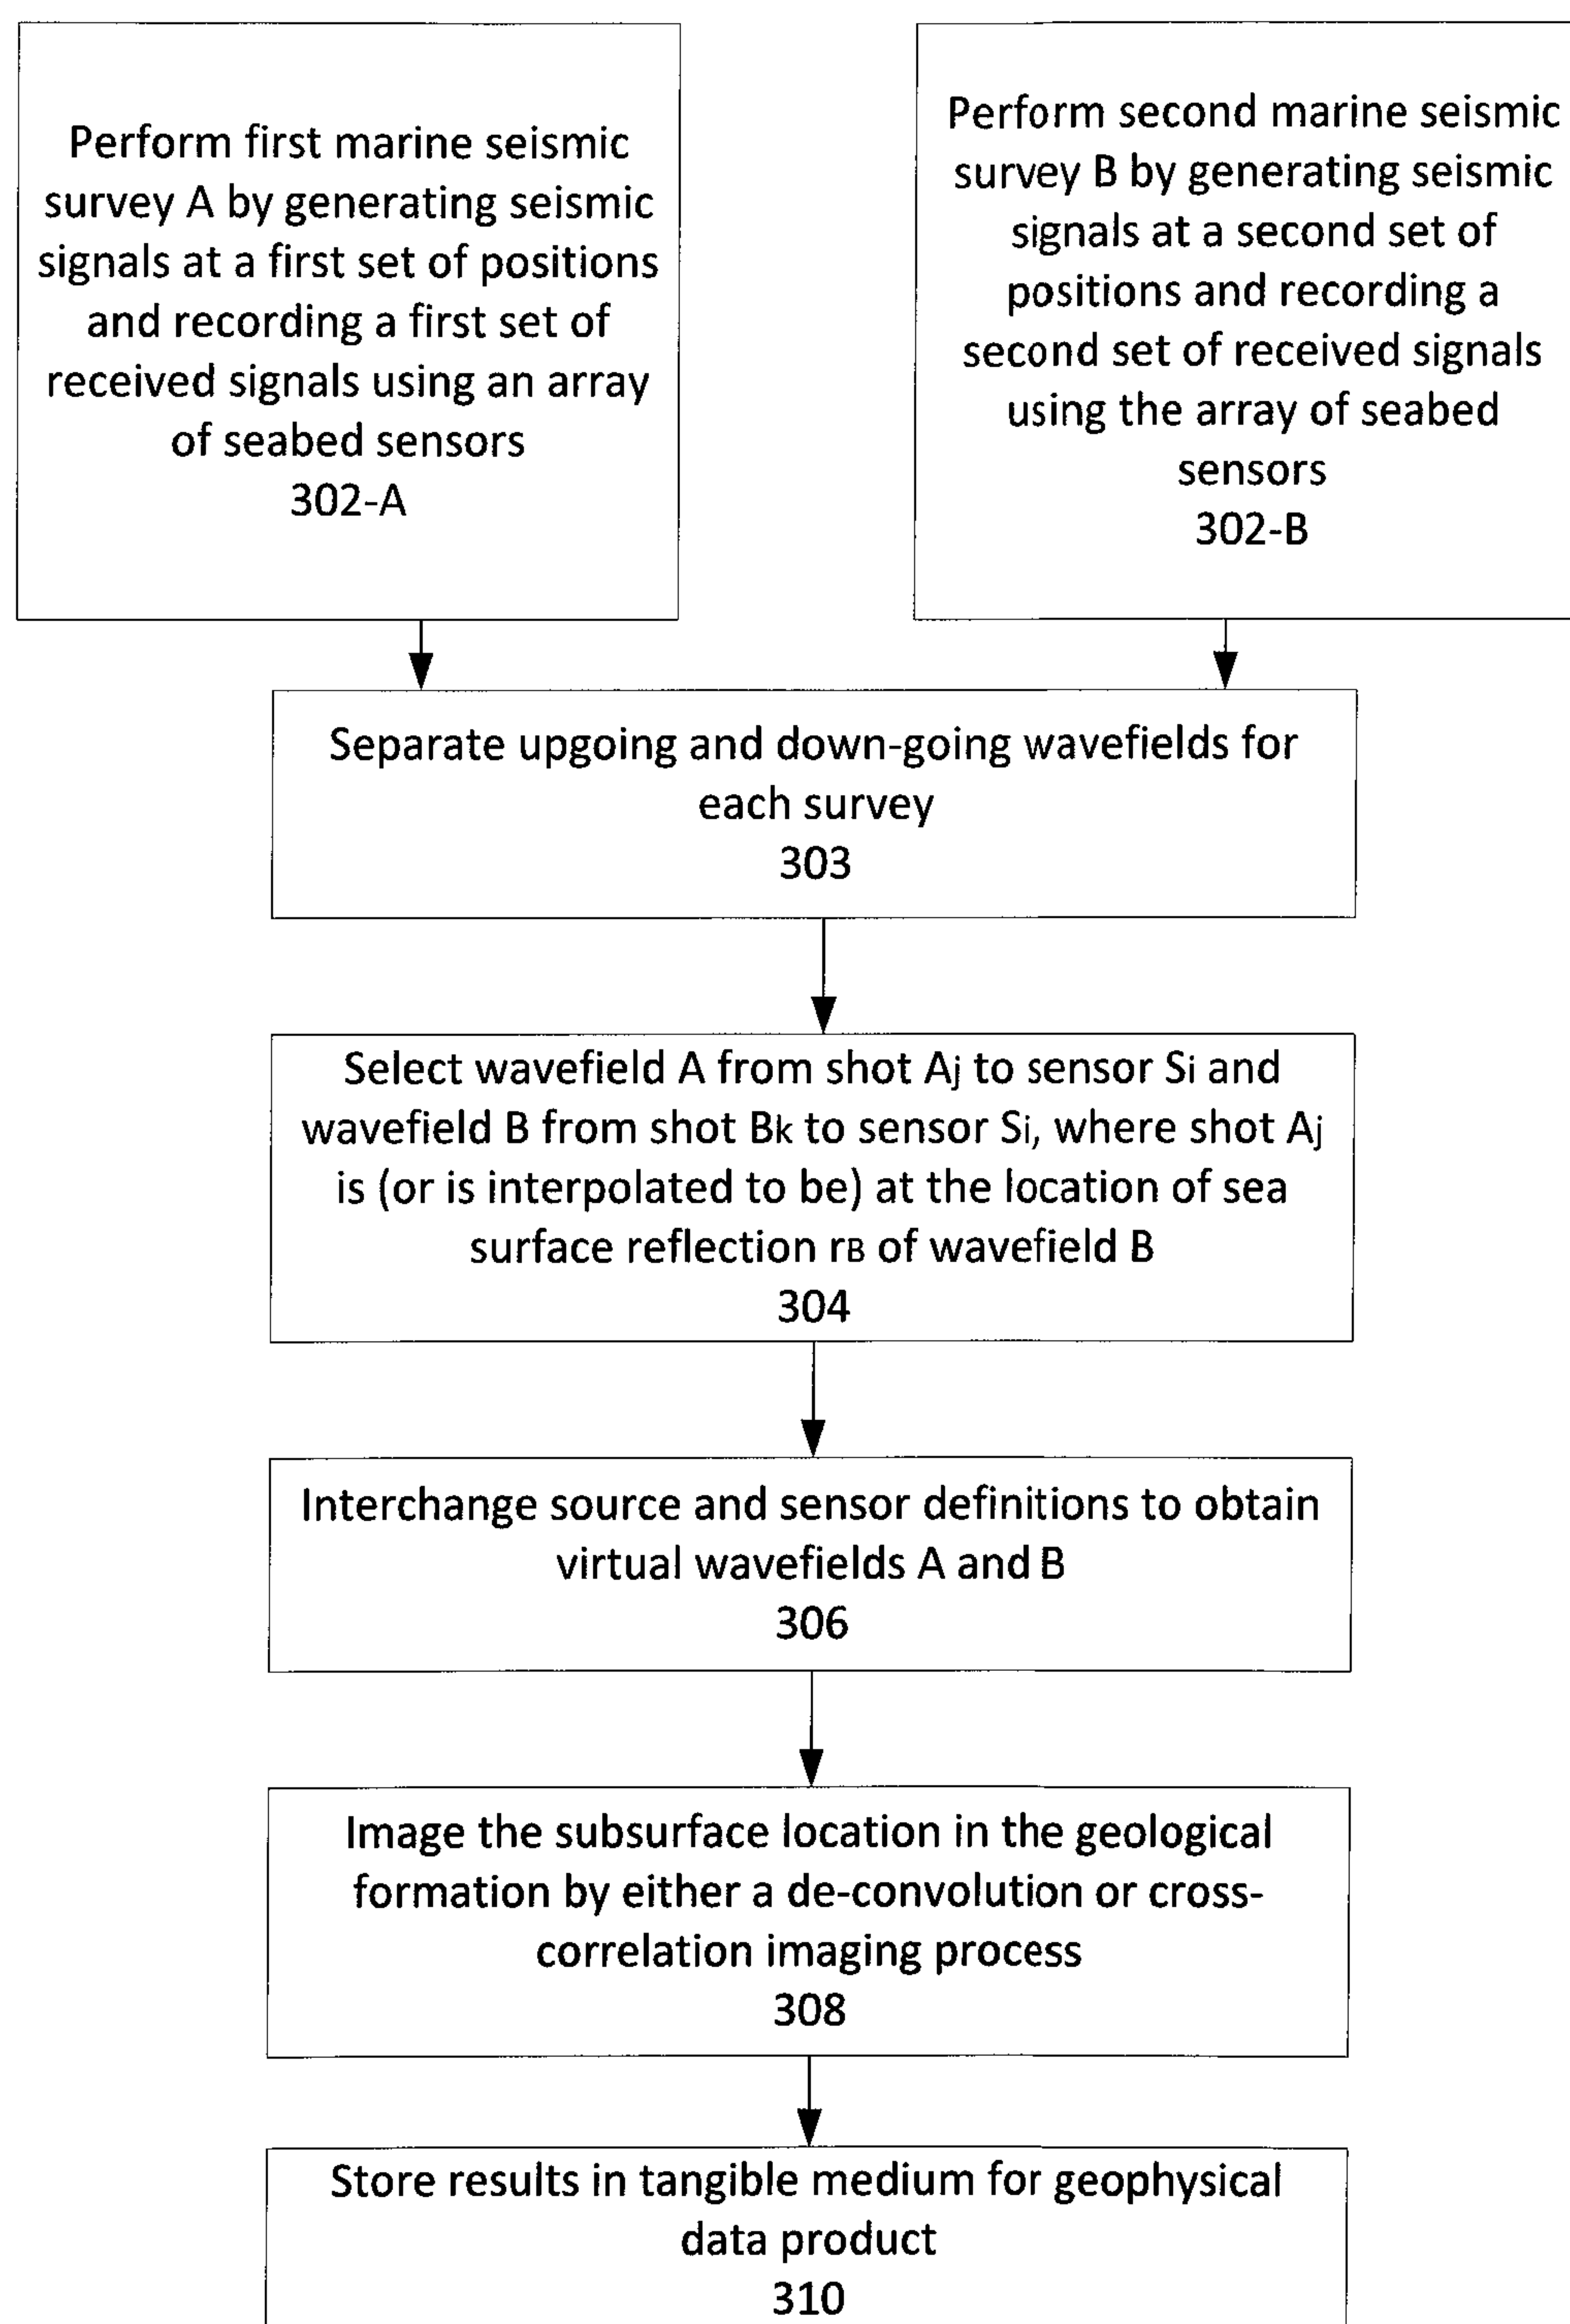 Perform first marine seismic
survey A by generating seismic
signals at a first set of positions
and recording a first set of
received signals using an array
of seabed sensors
302-A
Perform second marine seismic
survey B by generating seismic
signals at a second set of
positions and recording a
second set of received signals
using the array of seabed
sensors
302-B
Separate upgoing and down-going wavefields for
each survey
303
Select wavefield A from shot Aj to sensor Si and
wavefield B from shot Bk to sensor Si, where shot Aj
is (or is interpolated to be) at the location of sea
surface reflection rB of wavefield B
304
Interchange source and sensor definitions to obtain
virtual wavefields A and B
306
Image the subsurface location in the geological
formation by either a de-convolution or cross-
correlation imaging process
308
Store results in tangible medium for geophysical
data product
310